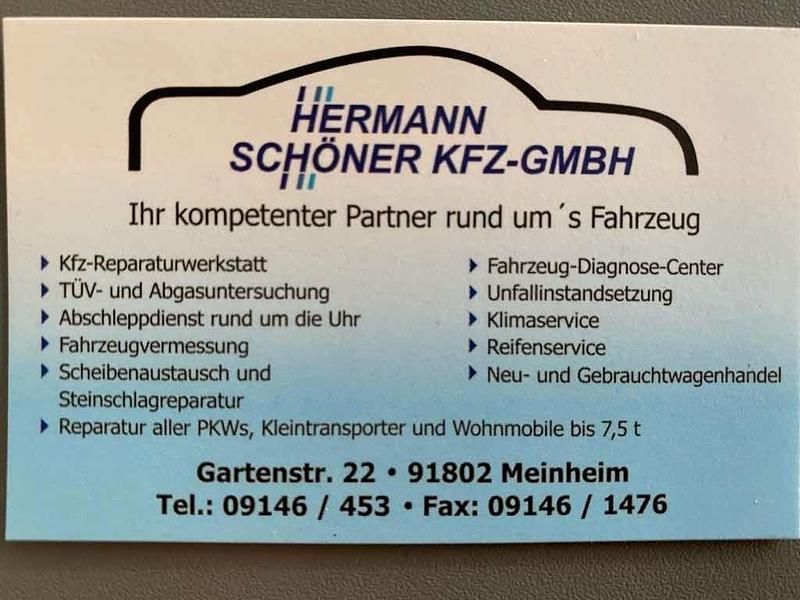 HERMANN
SCHÖNER KFZ-GMBH
Ihr kompetenter Partner rund um´s Fahrzeug
Kfz-Reparaturwerkstatt
TÜV- und Abgasuntersuchung
Abschleppdienst rund um die Uhr
Fahrzeugvermessung
Scheibenaustausch und
Steinschlagreparatur
Reparatur aller PKWs, Kleintransporter und Wohnmobile bis 7,5 t
Fahrzeug-Diagnose-Center
Unfallinstandsetzung
Klimaservice
Reifenservice
Neu- und Gebrauchtwagenhandel
Gartenstr. 22 • 91802 Meinheim
Tel.: 09146 / 453 • Fax: 09146 / 1476